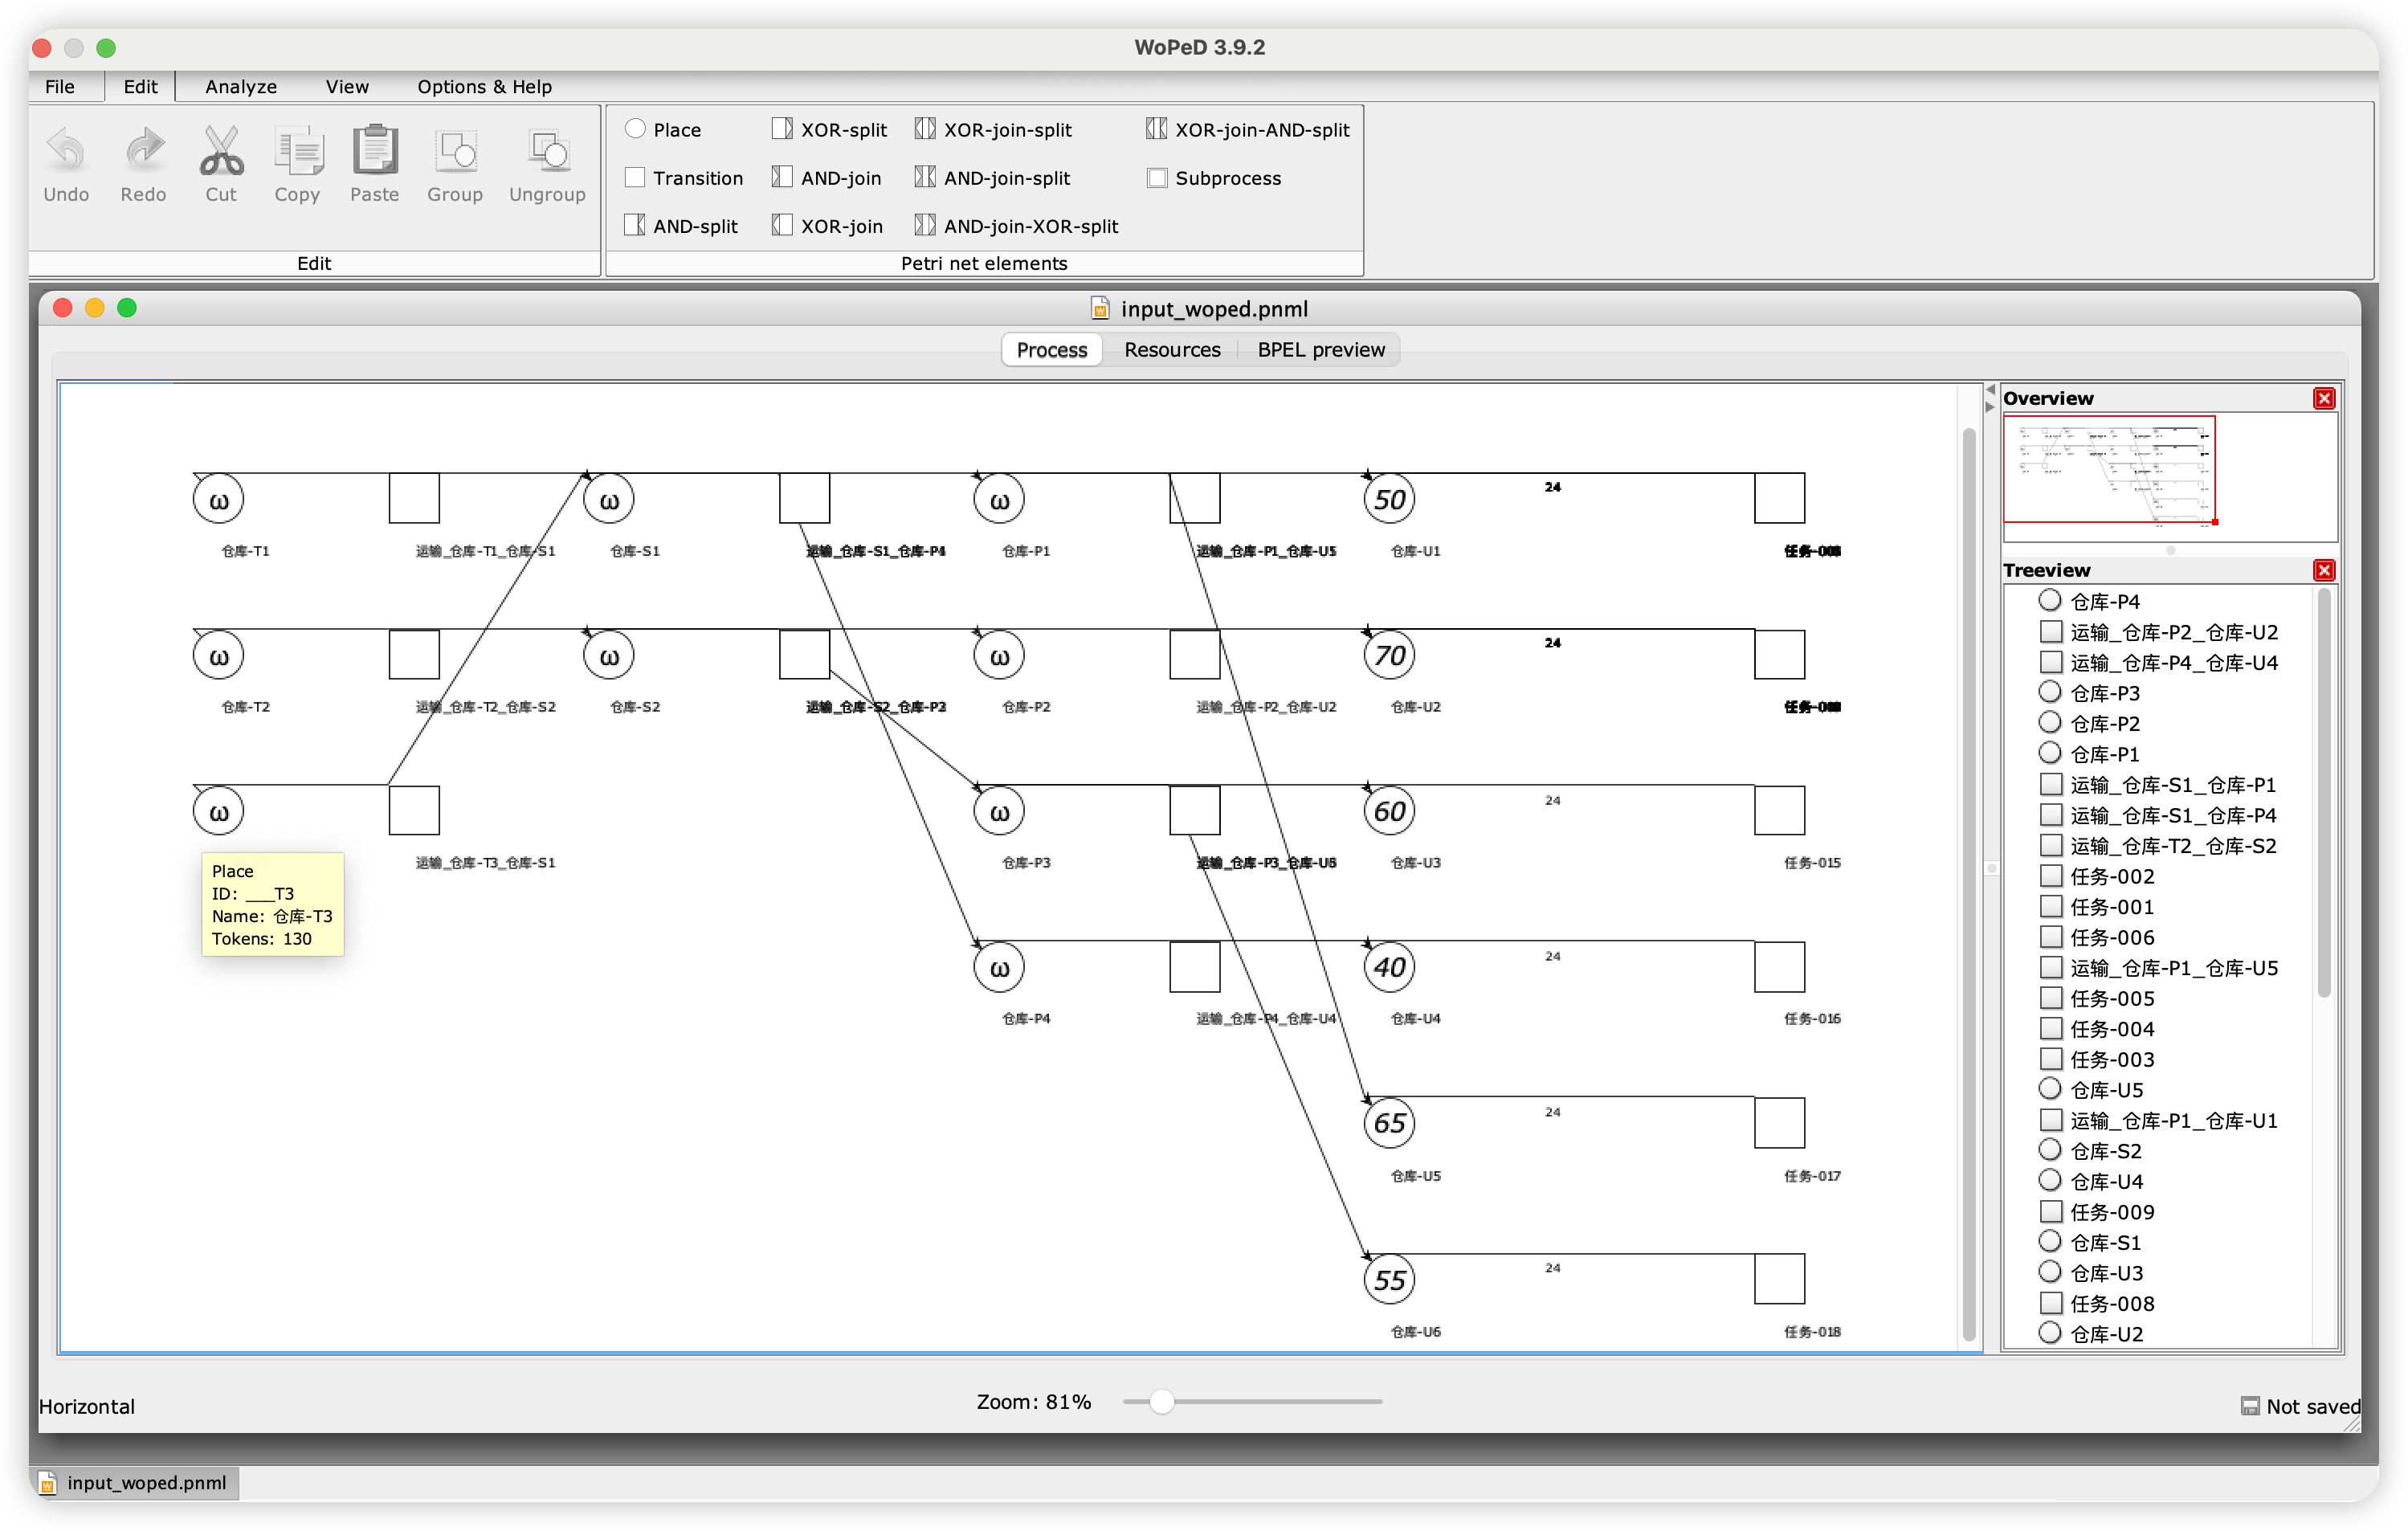 WoPeD 3.9.2
File Edit Analyze View Options & Help
Undo Redo Cut Copy Paste Group Ungroup
Edit
Place XOR-split XOR-join-split XOR-join-AND-split
Transition AND-join AND-join-split Subprocess
AND-split XOR-join AND-join-XOR-split
Petri net elements
input_woped.pnml
Process Resources BPEL preview
ω ω ω 50 24
仓库-T1 运输_仓库-T1_仓库-S1 仓库-S1 运输_仓库-S1_仓库- 仓库-P1 运输_仓库-P1_仓库- 仓库-U1
ω ω ω 70 24
仓库-T2 运输_仓库-T2_仓库-S2 仓库-S2 运输_仓库-S2_仓库- 仓库-P2 运输_仓库-P2_仓库-U2 仓库-U2
ω ω 60 24
运输_仓库-T3_仓库-S1 仓库-P3 运输_仓库-P3_仓库- 仓库-U3 任务-015
Place
ID: ___T3
Name: 仓库-T3
Tokens: 130
ω 40 24
仓库-P4 运输_仓库-P4_仓库-U4 仓库-U4 任务-016
65 24
仓库-U5 任务-017
55 24
仓库-U6 任务-018
Overview
Treeview
仓库-P4
运输_仓库-P2_仓库-U2
运输_仓库-P4_仓库-U4
仓库-P3
仓库-P2
仓库-P1
运输_仓库-S1_仓库-P1
运输_仓库-S1_仓库-P4
运输_仓库-T2_仓库-S2
任务-002
任务-001
任务-006
运输_仓库-P1_仓库-U5
任务-005
任务-004
任务-003
仓库-U5
运输_仓库-P1_仓库-U1
仓库-S2
仓库-U4
任务-009
仓库-S1
仓库-U3
任务-008
仓库-U2
Horizontal Zoom: 81% Not saved
input_woped.pnml